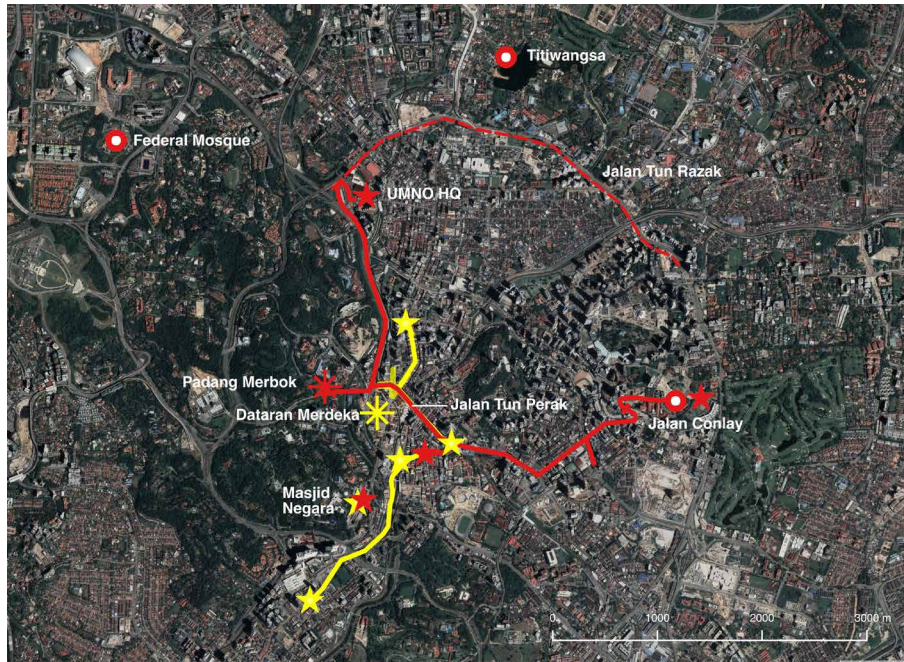 Titiwangsa
Federal Mosque
Jalan Tun Razak
UMNO HQ
Padang Merbok
Dataran Merdeka
Jalan Tun Perak
Jalan Conlay
Masjid
Negara
0 1000 2000 3000 m